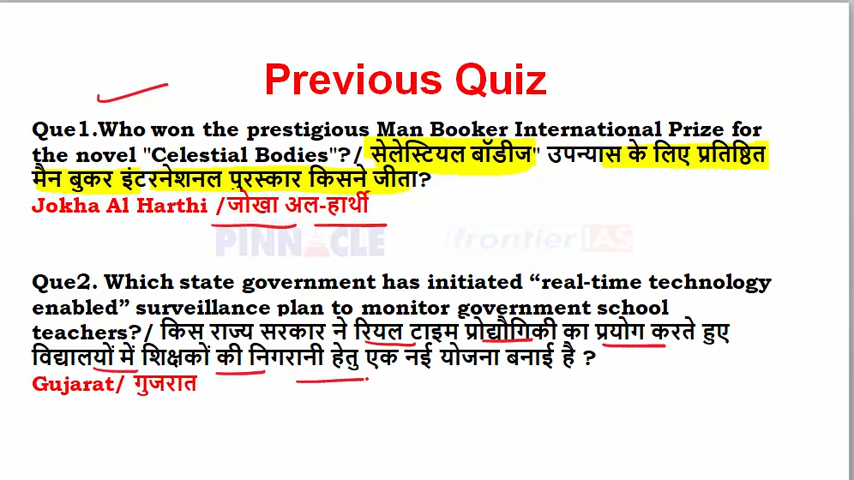 Previous Quiz
Que1.Who won the prestigious Man Booker International Prize for
the novel "Celestial Bodies"?/ सेलेस्टियल बॉडीज" उपन्यास के लिए प्रतिष्ठित
मैन बुकर इंटरनेशनल पुरस्कार किसने जीता?
Jokha Al Harthi /जोखा अल-हार्थी
PINNACLE frontier IAS
Que2. Which state government has initiated “real-time technology
enabled” surveillance plan to monitor government school
teachers?/ किस राज्य सरकार ने रियल टाइम प्रोद्यौगिकी का प्रयोग करते हुए
विद्यालयों में शिक्षकों की निगरानी हेतु एक नई योजना बनाई है ?
Gujarat/ गुजरात